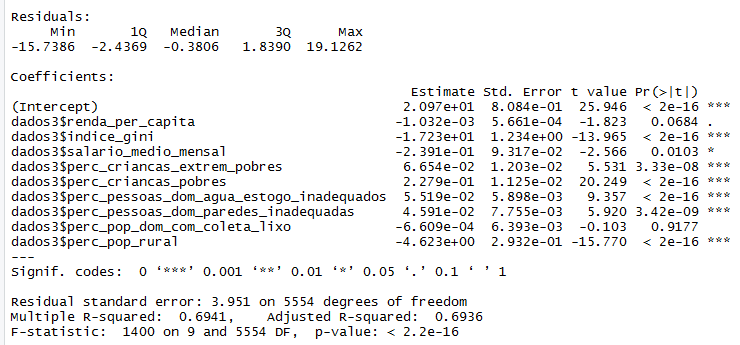 Residuals:
     Min       1Q   Median       3Q      Max
-15.7386  -2.4369  -0.3806   1.8390  19.1262

Coefficients:
                                            Estimate Std. Error t value Pr(>|t|)
(Intercept)                                2.097e+01  8.084e-01  25.946  < 2e-16 ***
dados3$renda_per_capita                   -1.032e-03  5.661e-04  -1.823   0.0684 .
dados3$indice_gini                        -1.723e+01  1.234e+00 -13.965  < 2e-16 ***
dados3$salario_medio_mensal               -2.391e-01  9.317e-02  -2.566   0.0103 *
dados3$perc_criancas_extrem_pobres         6.654e-02  1.203e-02   5.531 3.33e-08 ***
dados3$perc_criancas_pobres                2.279e-01  1.125e-02  20.249  < 2e-16 ***
dados3$perc_pessoas_dom_agua_estogo_inadequados  5.519e-02  5.898e-03   9.357  < 2e-16 ***
dados3$perc_pessoas_dom_paredes_inadequadas  4.591e-02  7.755e-03   5.920 3.42e-09 ***
dados3$perc_pop_dom_com_coleta_lixo       -6.609e-04  6.393e-03  -0.103   0.9177
dados3$perc_pop_rural                     -4.623e+00  2.932e-01 -15.770  < 2e-16 ***
---
Signif. codes:  0 ‘***’ 0.001 ‘**’ 0.01 ‘*’ 0.05 ‘.’ 0.1 ‘ ’ 1

Residual standard error: 3.951 on 5554 degrees of freedom
Multiple R-squared:  0.6941,	Adjusted R-squared:  0.6936
F-statistic:  1400 on 9 and 5554 DF,  p-value: < 2.2e-16